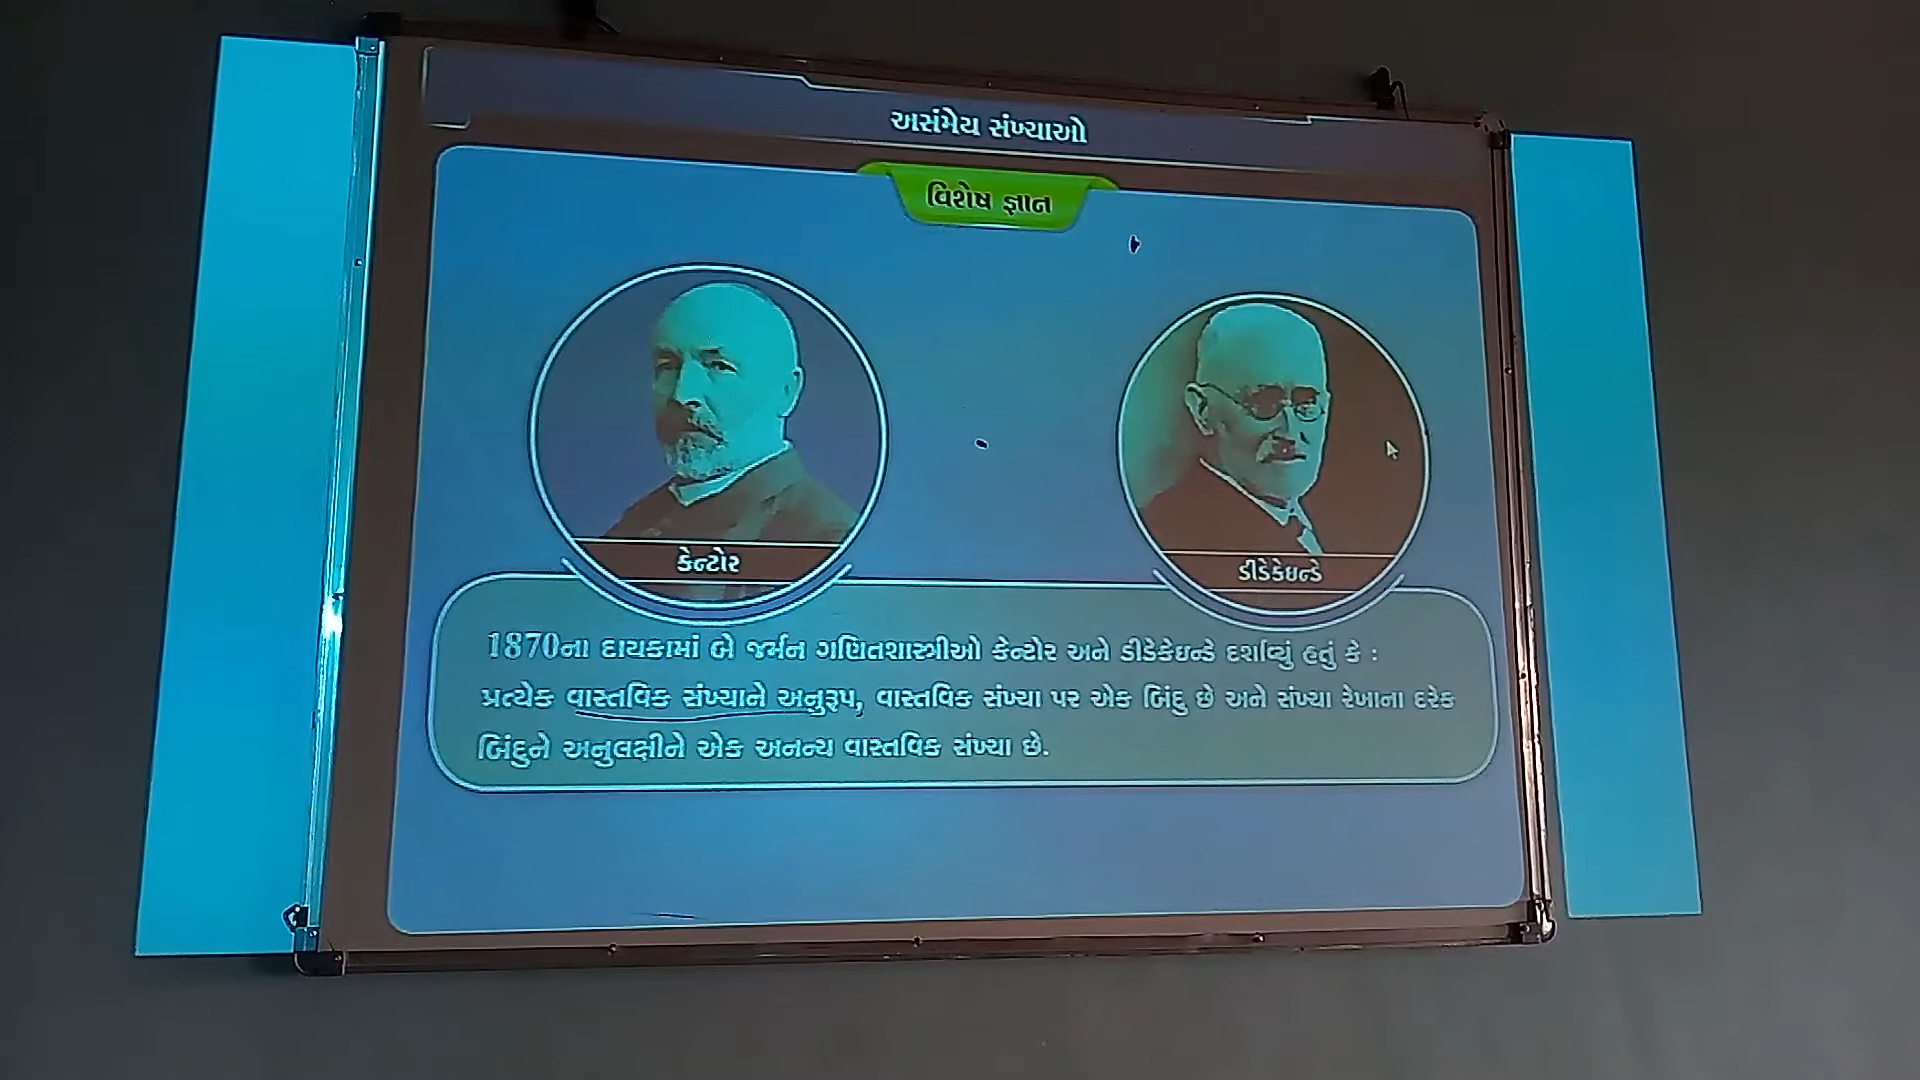 અસંમેય સંખ્યાઓ
વિશેષ જ્ઞાન
કેન્ટોર
ડીડેકેઇન્ડે
1870ના દાયકામાં બે જર્મન ગણિતશાસ્ત્રીઓ કેન્ટોર અને ડીડેકેઇન્ડે દર્શાવ્યું હતું કે :
પ્રત્યેક વાસ્તવિક સંખ્યાને અનુરૂપ, વાસ્તવિક સંખ્યા પર એક બિંદુ છે અને સંખ્યા રેખાના દરેક
બિંદુને અનુલક્ષીને એક અનન્ય વાસ્તવિક સંખ્યા છે.